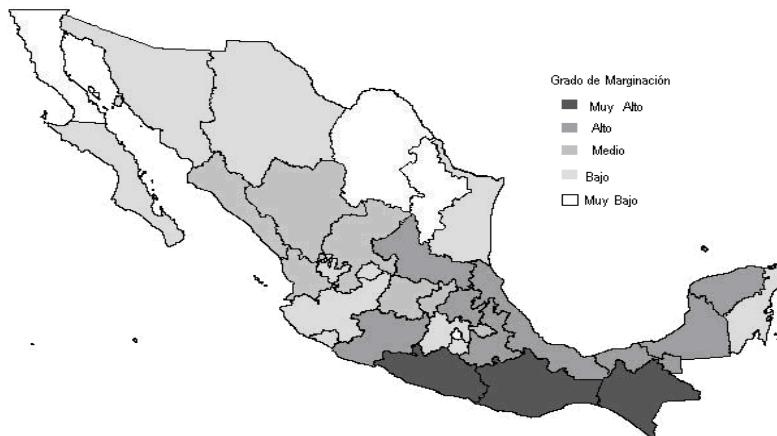 Grado de Marginación
Muy Alto
Alto
Medio
Bajo
Muy Bajo